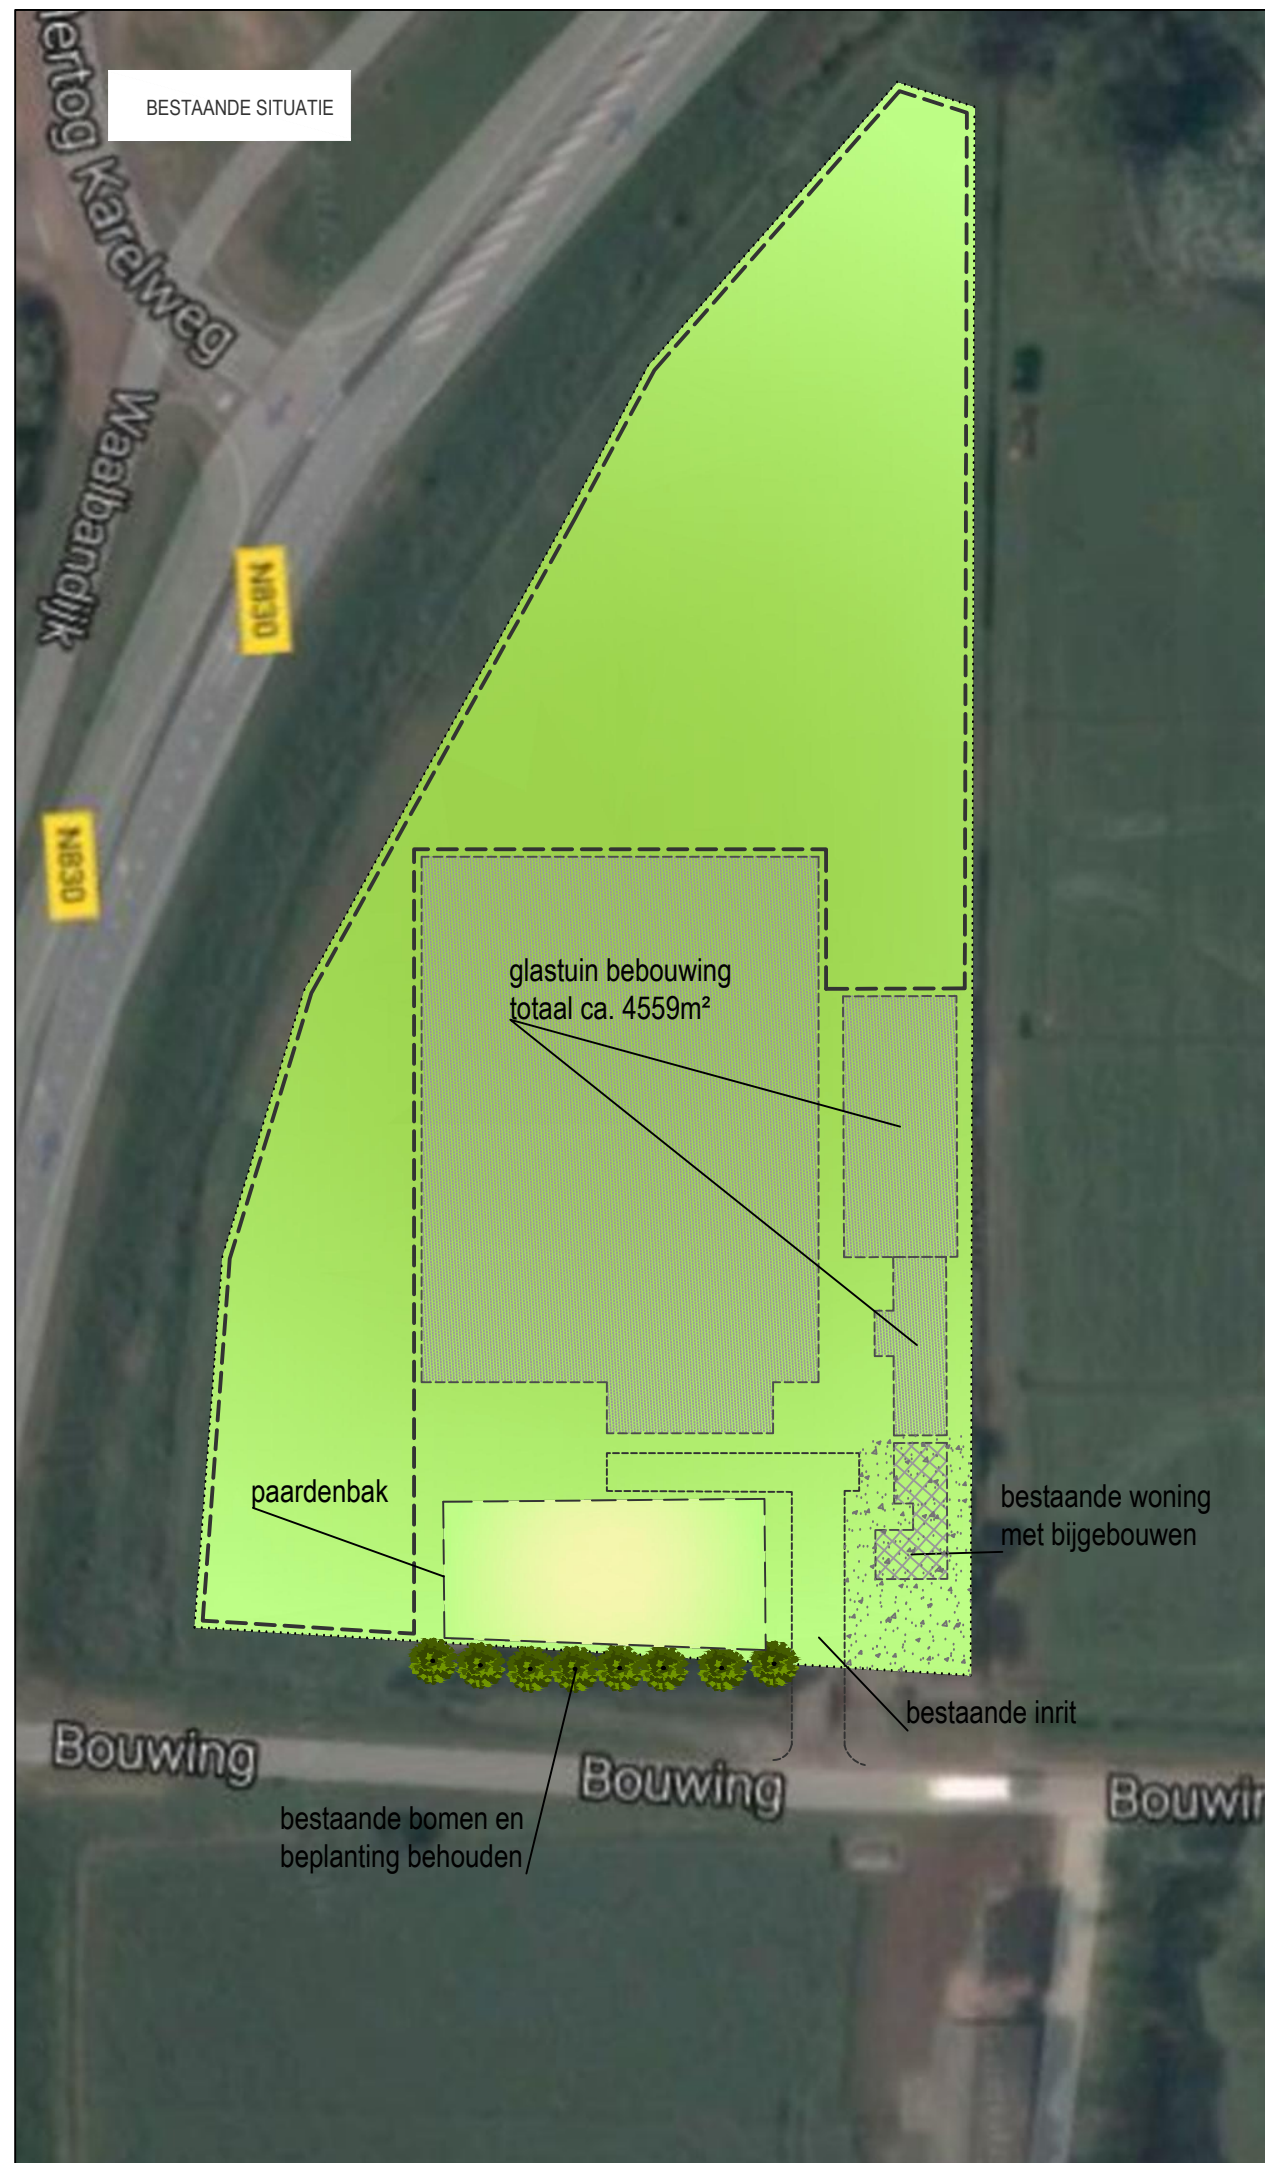 BESTAANDE SITUATIE
Karelweg
Waalbandijk
N830
N830
glastuin bebouwing
totaal ca. 4559m²
paardenbak
bestaande woning
met bijgebouwen
bestaande inrit
Bouwing
Bouwing
bestaande bomen en
beplanting behouden